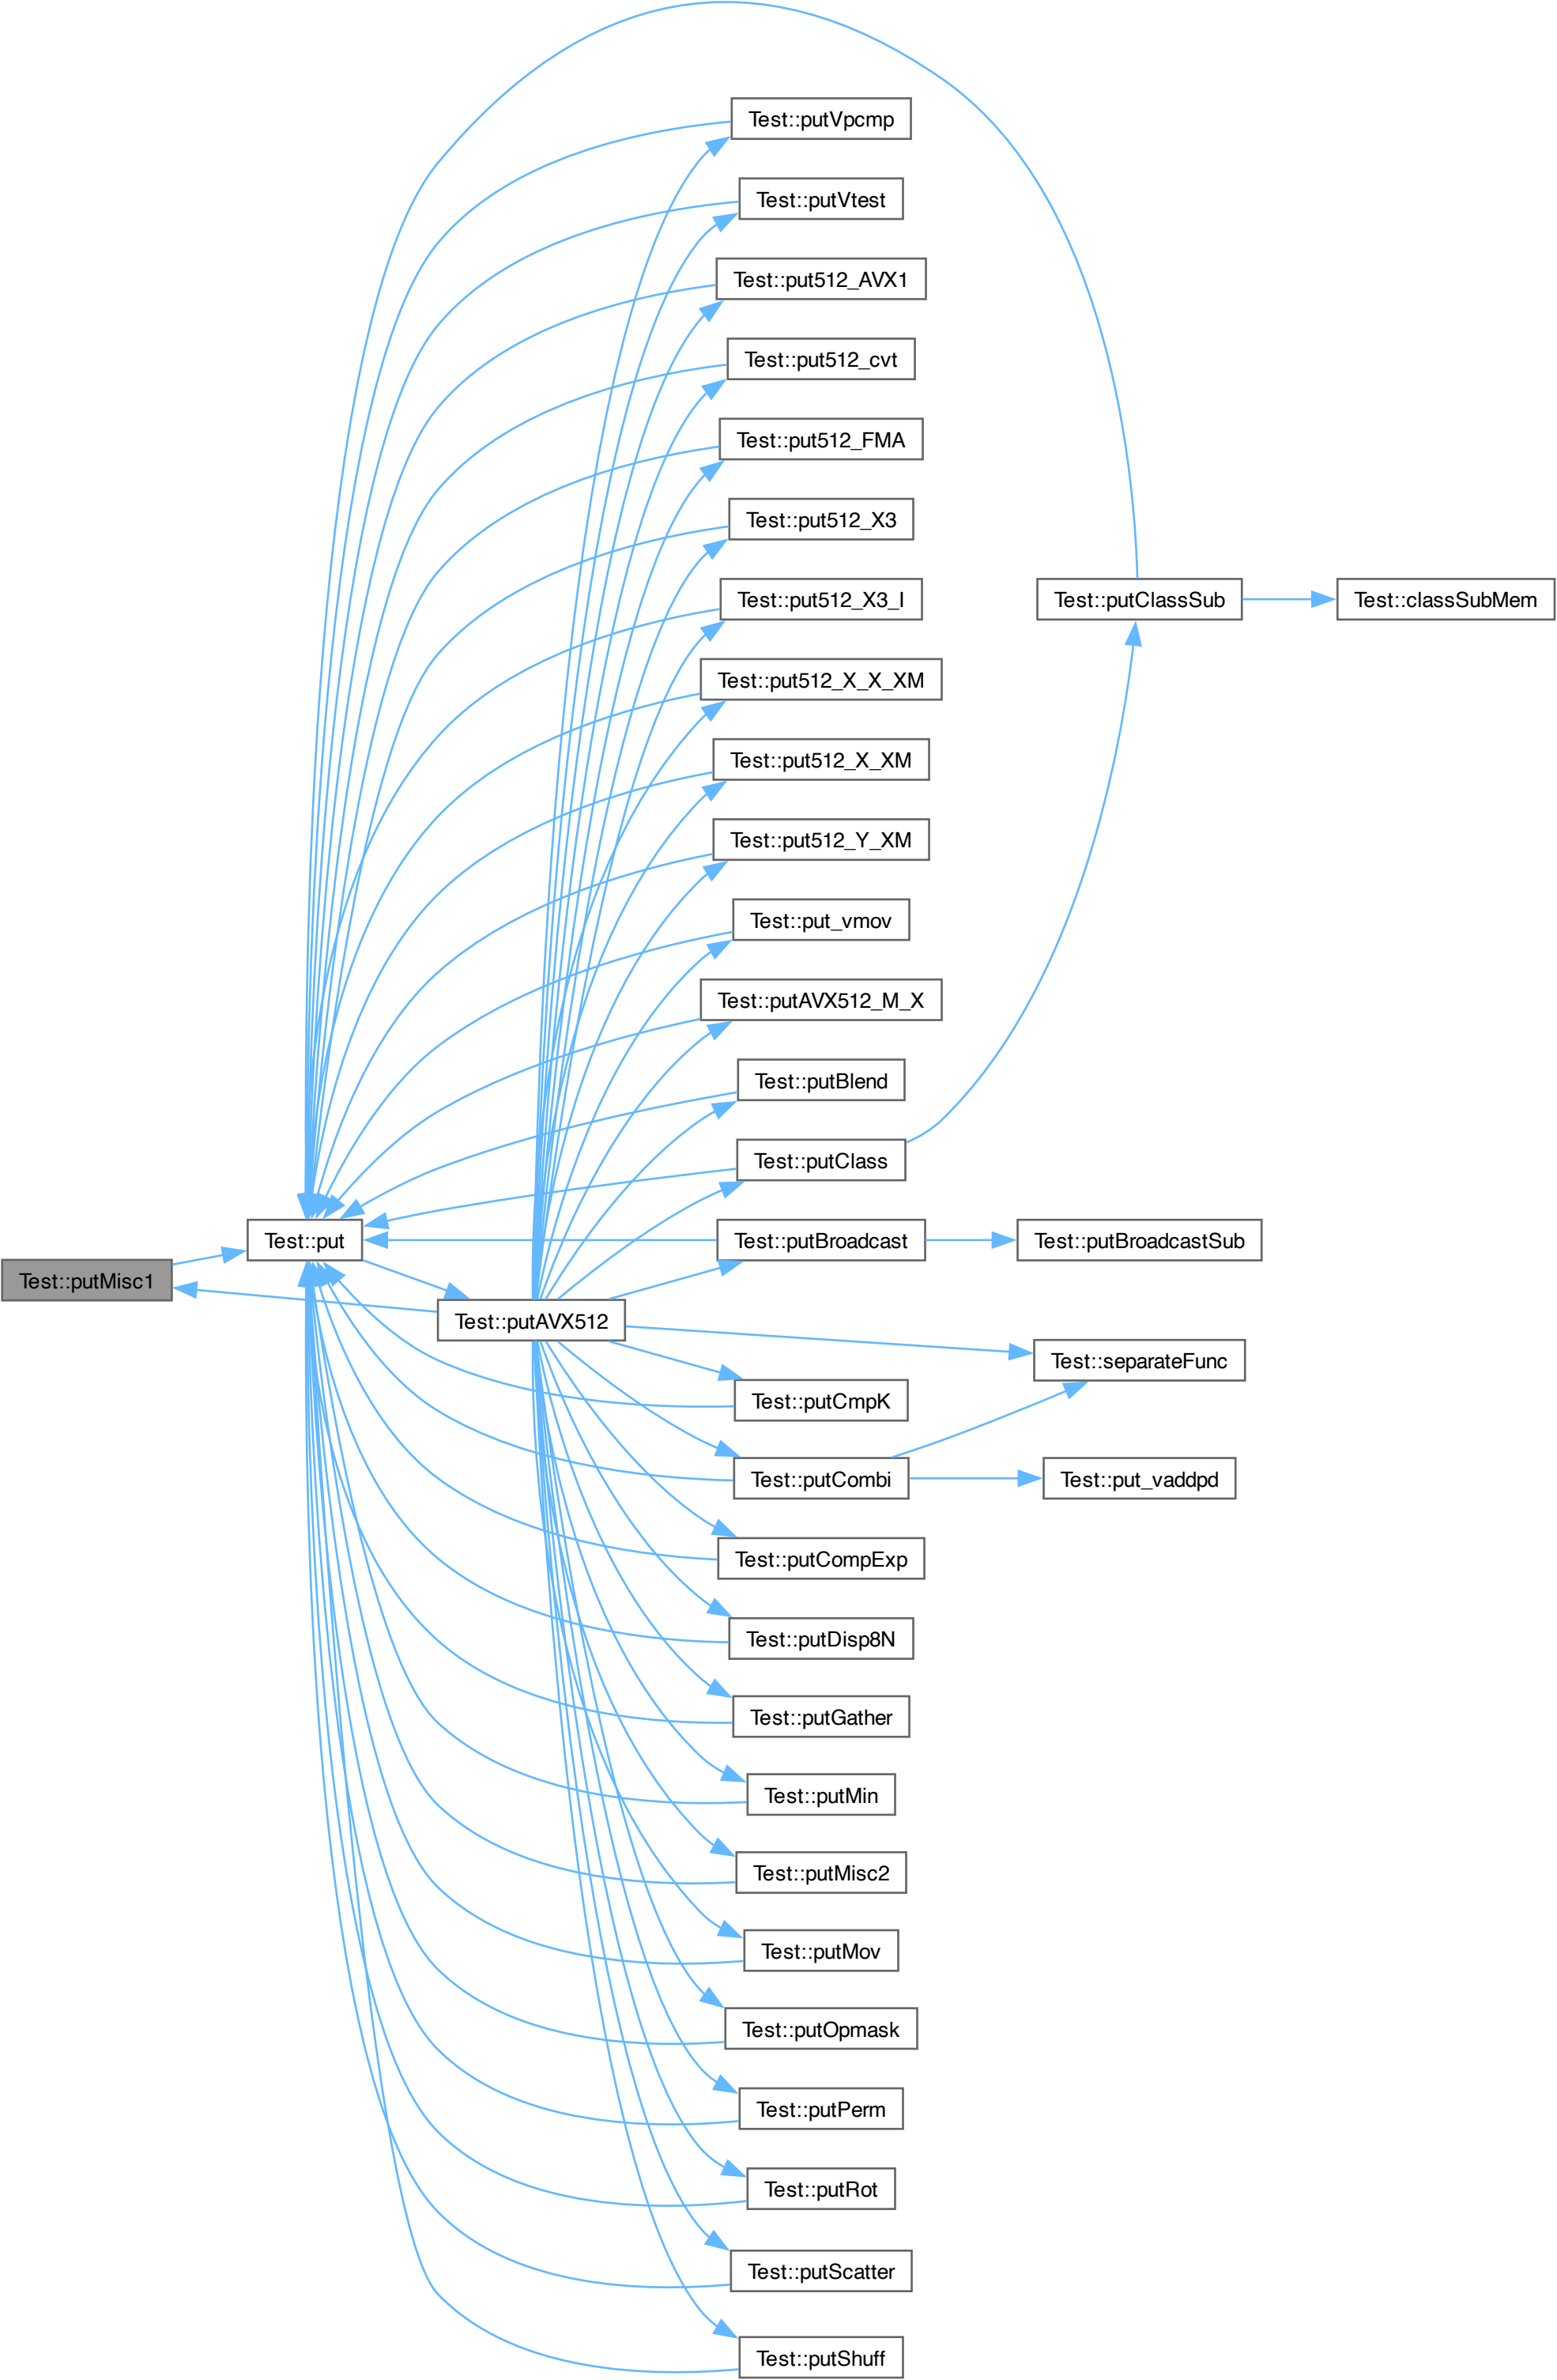 Test::putVpcmp
Test::putVtest
Test::put512_AVX1
Test::put512_cvt
Test::put512_FMA
Test::put512_X3
Test::put512_X3_I
Test::putClassSub
Test::classSubMem
Test::put512_X_X_XM
Test::put512_X_XM
Test::put512_Y_XM
Test::put_vmov
Test::putAVX512_M_X
Test::putBlend
Test::putClass
Test::put
Test::putBroadcast
Test::putBroadcastSub
Test::putMisc1
Test::putAVX512
Test::separateFunc
Test::putCmpK
Test::putCombi
Test::put_vaddpd
Test::putCompExp
Test::putDisp8N
Test::putGather
Test::putMin
Test::putMisc2
Test::putMov
Test::putOpmask
Test::putPerm
Test::putRot
Test::putScatter
Test::putShuff